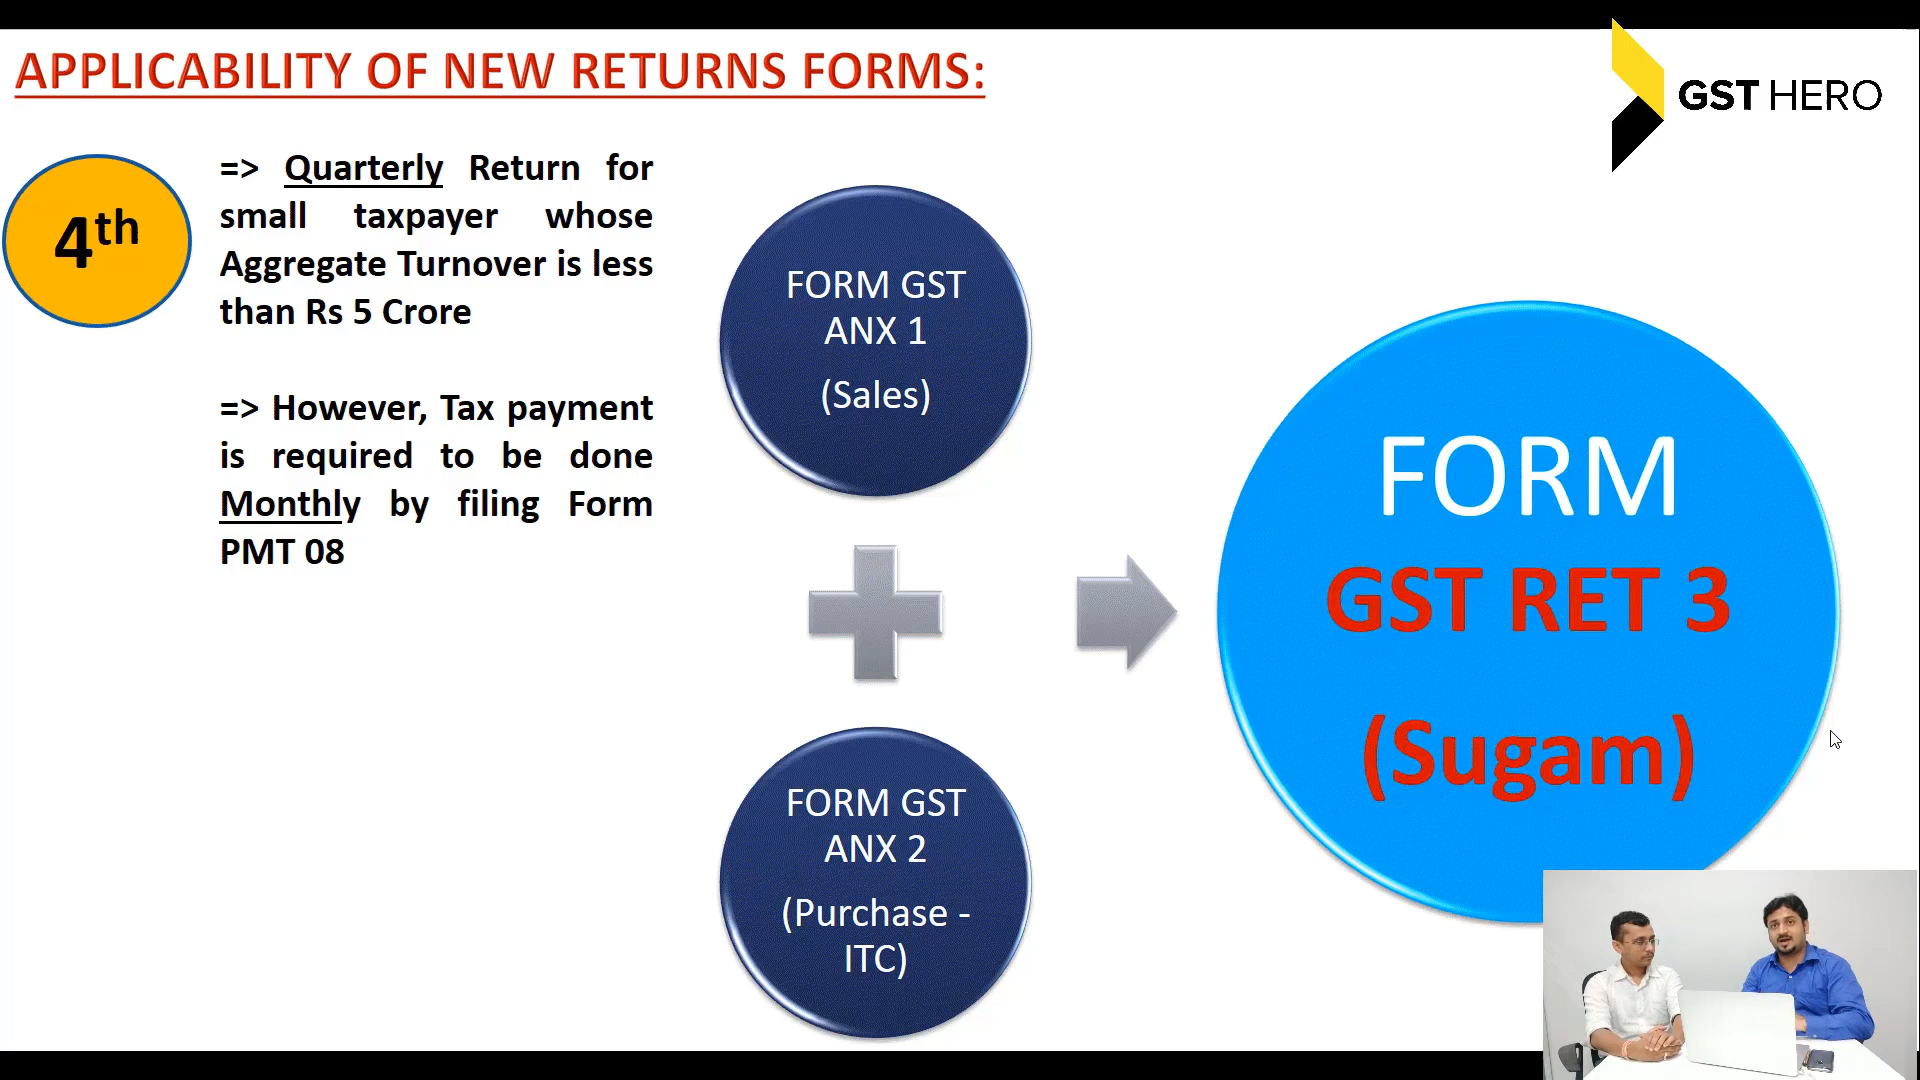 APPLICABILITY OF NEW RETURNS FORMS:
GST HERO
4th
=> Quarterly Return for
small taxpayer whose
Aggregate Turnover is less
than Rs 5 Crore
=> However, Tax payment
is required to be done
Monthly by filing Form
PMT 08
FORM GST
ANX 1
(Sales)
FORM GST
ANX 2
(Purchase -
ITC)
FORM
GST RET 3
(Sugam)